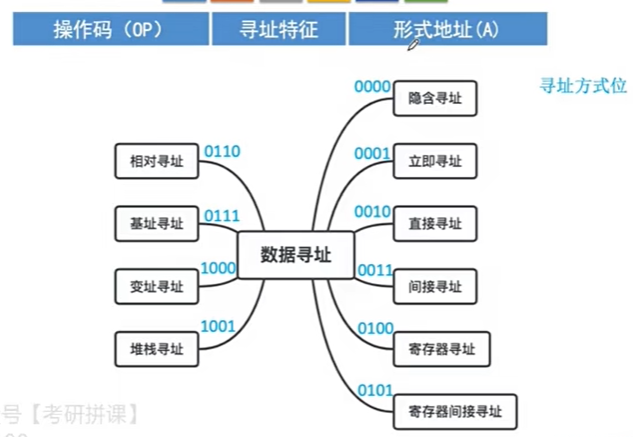 操作码（OP）
寻址特征
形式地址(A)
寻址方式位
0000
隐含寻址
0001
立即寻址
0010
直接寻址
0011
间接寻址
0100
寄存器寻址
0101
寄存器间接寻址
数据寻址
0110
相对寻址
0111
基址寻址
1000
变址寻址
1001
堆栈寻址
号【考研拼课】